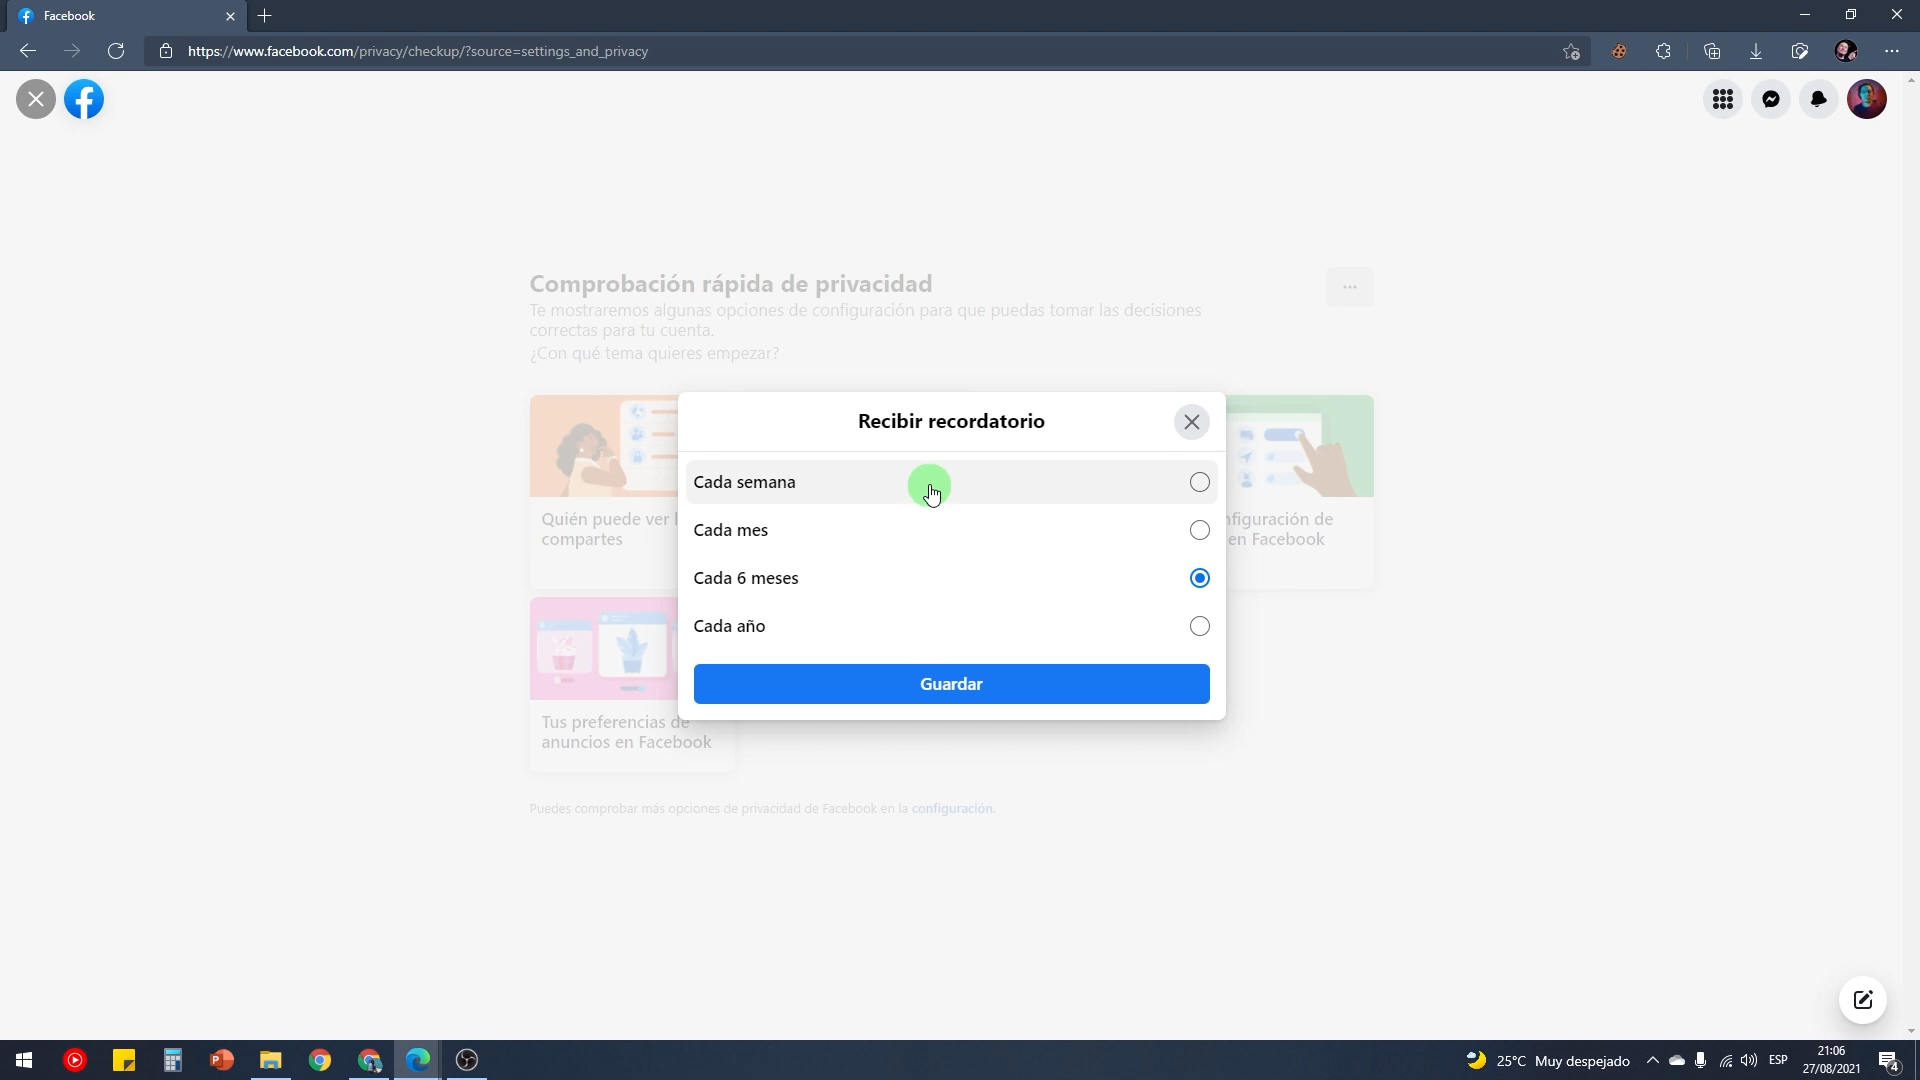 Facebook
https://www.facebook.com/privacy/checkup/?source=settings_and_privacy
Comprobación rápida de privacidad
Te mostraremos algunas opciones de configuración para que puedas tomar las decisiones
correctas para tu cuenta.
¿Con qué tema quieres empezar?
Recibir recordatorio
Cada semana
Cada mes
Cada 6 meses
Cada año
Guardar
Quién puede ver
compartes
en Facebook
Tus preferencias de
anuncios en Facebook
Puedes comprobar más opciones de privacidad de Facebook en la configuración.
25°C Muy despejado
ESP
21:06
27/08/2021
4